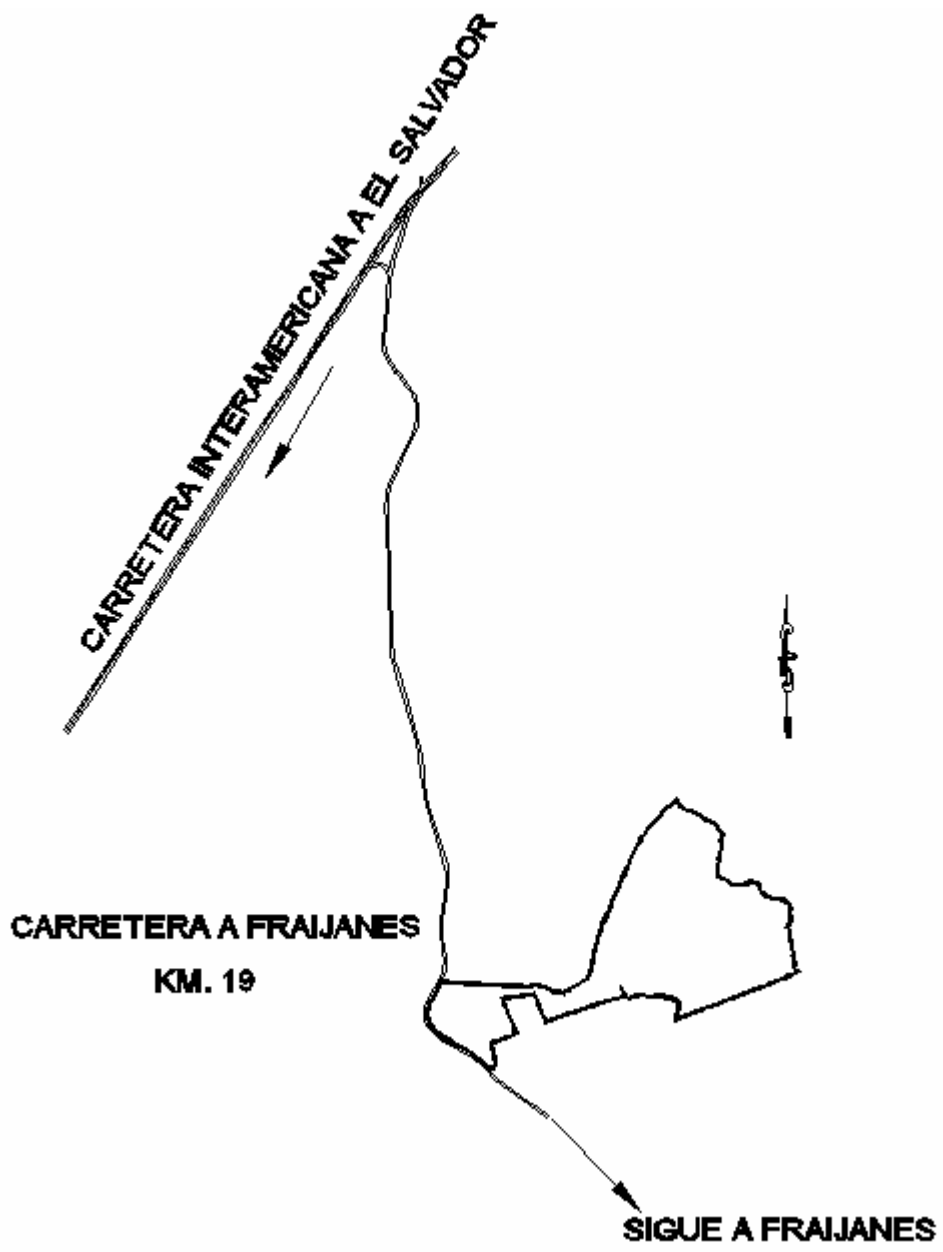 CARRETERA INTERAMERICANA A EL SALVADOR
CARRETERA A FRAIJANES
KM. 19
SIGUE A FRAIJANES